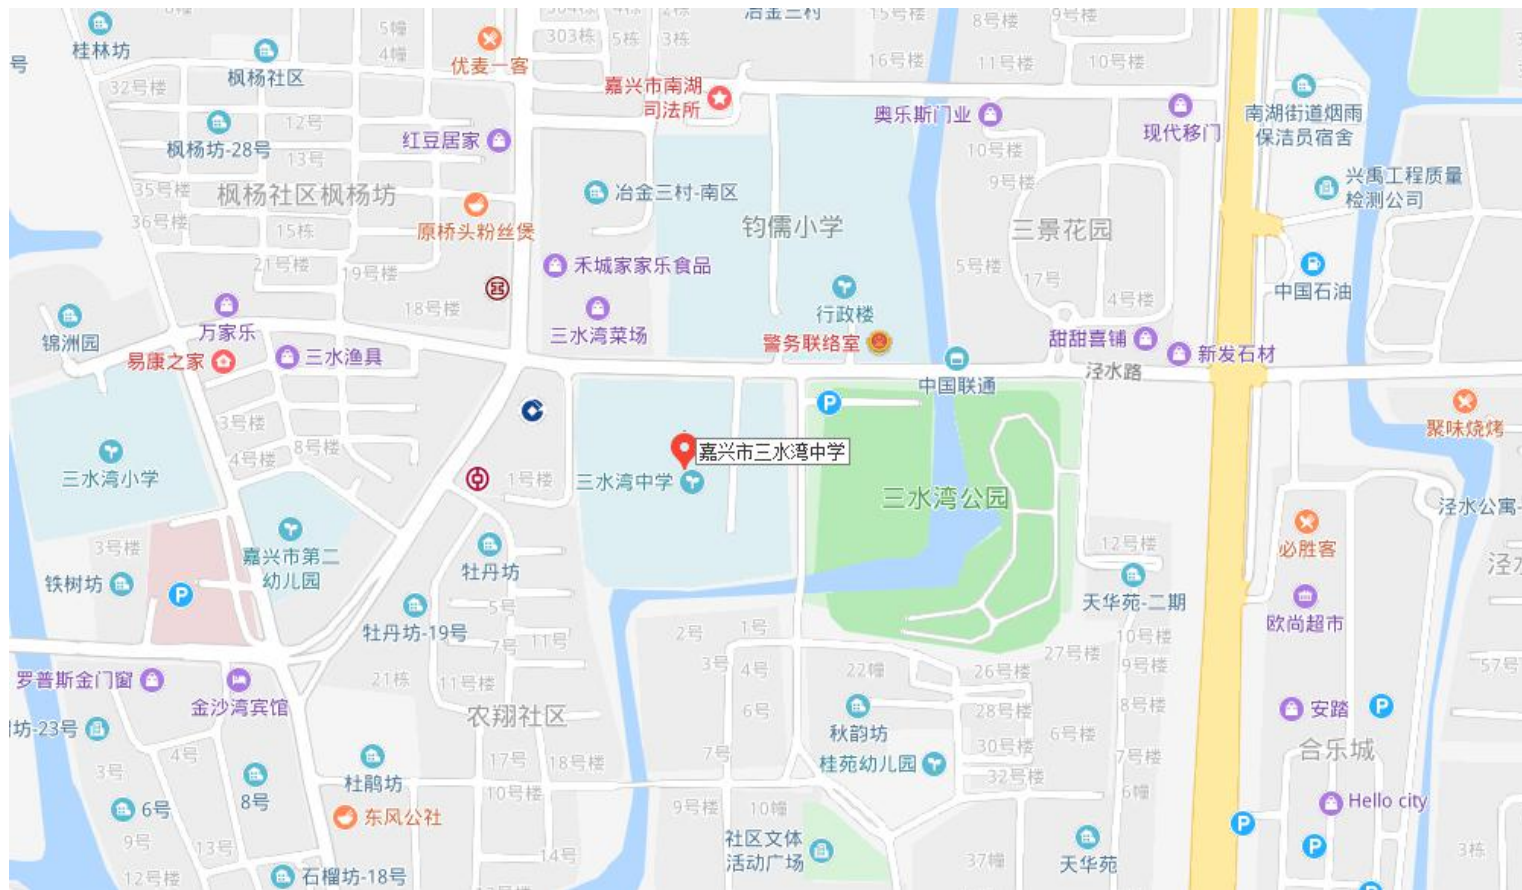 桂林坊
号
枫杨社区
5幢
4幢
优麦一客
303栋
5栋
3栋
冶金三村
15号楼
8号楼
9号楼
16号楼
11号楼
10号楼
32号楼
嘉兴市南湖
司法所
奥乐斯门业
现代移门
南湖街道烟雨
保洁员宿舍
12号
枫杨坊-28号
13号
红豆居家
10号楼
9号楼
兴禹工程质量
检测公司
35号楼
枫杨社区枫杨坊
冶金三村-南区
36号楼
15栋
原桥头粉丝煲
钧儒小学
三景花园
21号楼
19号楼
禾城家家乐食品
5号楼
17号
中国石油
18号楼
4号楼
行政楼
万家乐
三水湾菜场
锦洲园
易康之家
三水渔具
警务联络室
甜甜喜铺
新发石材
中国联通
泾水路
P
3号楼
聚味烧烤
8号楼
4号楼
嘉兴市三水湾中学
三水湾小学
1号楼
三水湾中学
三水湾公园
泾水公寓-
必胜客
3号楼
嘉兴市第二
幼儿园
牡丹坊
12号楼
泾水
铁树坊
P
天华苑-二期
5号
欧尚超市
牡丹坊-19号
2号
1号
7号
11号
10号楼
27号楼
3号
4号
22幢
26号楼
9号楼
57号
罗普斯金门窗
21栋
11号楼
金沙湾宾馆
农翔社区
6号
28号楼
8号楼
安踏
P
坊-23号
秋韵坊
30号楼
6号楼
合乐城
4号
7号
7号楼
3号
杜鹃坊
17号
18号楼
桂苑幼儿园
32号楼
8号
10号楼
6幢
6号
东风公社
9号楼
10幢
Hello city
P
9号
13号
社区文体
活动广场
14号
37幢
天华苑
P
3栋
12号楼
石榴坊-18号
P